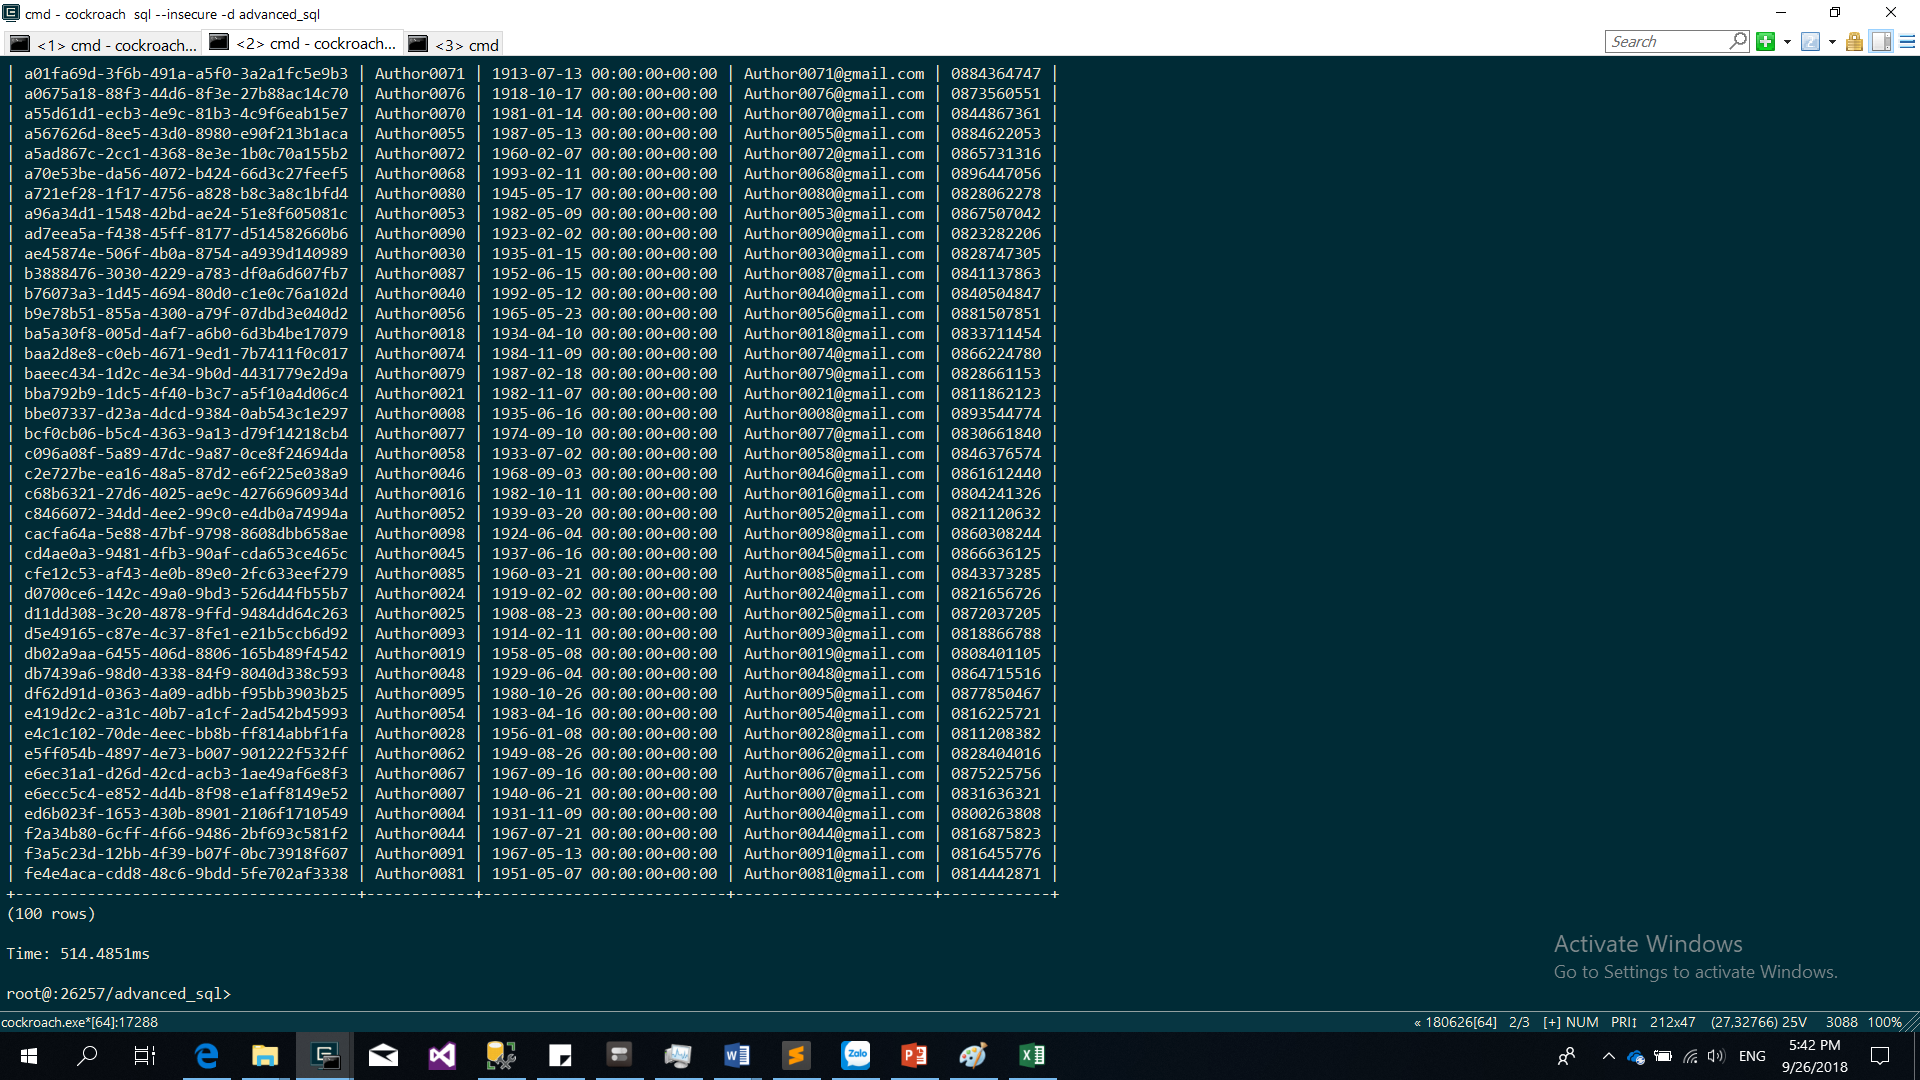 cmd - cockroach  sql --insecure -d advanced_sql
<1> cmd - cockroach... <2> cmd - cockroach... <3> cmd Search
| a01fa69d-3f6b-491a-a5f0-3a2a1fc5e9b3 | Author0071 | 1913-07-13 00:00:00+00:00 | Author0071@gmail.com | 0884364747 |
| a0675a18-88f3-44d6-8f3e-27b88ac14c70 | Author0076 | 1918-10-17 00:00:00+00:00 | Author0076@gmail.com | 0873560551 |
| a55d61d1-ecb3-4e9c-81b3-4c9f6eab15e7 | Author0070 | 1981-01-14 00:00:00+00:00 | Author0070@gmail.com | 0844867361 |
| a567626d-8ee5-43d0-8980-e90f213b1aca | Author0055 | 1987-05-13 00:00:00+00:00 | Author0055@gmail.com | 0884622053 |
| a5ad867c-2cc1-4368-8e3e-1b0c70a155b2 | Author0072 | 1960-02-07 00:00:00+00:00 | Author0072@gmail.com | 0865731316 |
| a70e53be-da56-4072-b424-66d3c27feef5 | Author0068 | 1993-02-11 00:00:00+00:00 | Author0068@gmail.com | 0896447056 |
| a721ef28-1f17-4756-a828-b8c3a8c1bfd4 | Author0080 | 1945-05-17 00:00:00+00:00 | Author0080@gmail.com | 0828062278 |
| a96a34d1-1548-42bd-ae24-51e8f605081c | Author0053 | 1982-05-09 00:00:00+00:00 | Author0053@gmail.com | 0867507042 |
| ad7eea5a-f438-45ff-8177-d514582660b6 | Author0090 | 1923-02-02 00:00:00+00:00 | Author0090@gmail.com | 0823282206 |
| ae45874e-506f-4b0a-8754-a4939d140989 | Author0030 | 1935-01-15 00:00:00+00:00 | Author0030@gmail.com | 0828747305 |
| b3888476-3030-4229-a783-df0a6d607fb7 | Author0087 | 1952-06-15 00:00:00+00:00 | Author0087@gmail.com | 0841137863 |
| b76073a3-1d45-4694-80d0-c1e0c76a102d | Author0040 | 1992-05-12 00:00:00+00:00 | Author0040@gmail.com | 0840504847 |
| b9e78b51-855a-4300-a79f-07dbd3e040d2 | Author0056 | 1965-05-23 00:00:00+00:00 | Author0056@gmail.com | 0881507851 |
| ba5a30f8-005d-4af7-a6b0-6d3b4be17079 | Author0018 | 1934-04-10 00:00:00+00:00 | Author0018@gmail.com | 0833711454 |
| baa2d8e8-c0eb-4671-9ed1-7b7411f0c017 | Author0074 | 1984-11-09 00:00:00+00:00 | Author0074@gmail.com | 0866224780 |
| baeec434-1d2c-4e34-9b0d-4431779e2d9a | Author0079 | 1987-02-18 00:00:00+00:00 | Author0079@gmail.com | 0828661153 |
| bba792b9-1dc5-4f40-b3c7-a5f10a4d06c4 | Author0021 | 1982-11-07 00:00:00+00:00 | Author0021@gmail.com | 0811862123 |
| bbe07337-d23a-4dcd-9384-0ab543c1e297 | Author0008 | 1935-06-16 00:00:00+00:00 | Author0008@gmail.com | 0893544774 |
| bcf0cb06-b5c4-4363-9a13-d79f14218cb4 | Author0077 | 1974-09-10 00:00:00+00:00 | Author0077@gmail.com | 0830661840 |
| c096a08f-5a89-47dc-9a87-0ce8f24694da | Author0058 | 1933-07-02 00:00:00+00:00 | Author0058@gmail.com | 0846376574 |
| c2e727be-ea16-48a5-87d2-e6f225e038a9 | Author0046 | 1968-09-03 00:00:00+00:00 | Author0046@gmail.com | 0861612440 |
| c68b6321-27d6-4025-ae9c-42766960934d | Author0016 | 1982-10-11 00:00:00+00:00 | Author0016@gmail.com | 0804241326 |
| c8466072-34dd-4ee2-99c0-e4db0a74994a | Author0052 | 1939-03-20 00:00:00+00:00 | Author0052@gmail.com | 0821120632 |
| cacfa64a-5e88-47bf-9798-8608dbb658ae | Author0098 | 1924-06-04 00:00:00+00:00 | Author0098@gmail.com | 0860308244 |
| cd4ae0a3-9481-4fb3-90af-cda653ce465c | Author0045 | 1937-06-16 00:00:00+00:00 | Author0045@gmail.com | 0866636125 |
| cfe12c53-af43-4e0b-89e0-2fc633eef279 | Author0085 | 1960-03-21 00:00:00+00:00 | Author0085@gmail.com | 0843373285 |
| d0700ce6-142c-49a0-9bd3-526d44fb55b7 | Author0024 | 1919-02-02 00:00:00+00:00 | Author0024@gmail.com | 0821656726 |
| d11dd308-3c20-4878-9ffd-9484dd64c263 | Author0025 | 1908-08-23 00:00:00+00:00 | Author0025@gmail.com | 0872037205 |
| d5e49165-c87e-4c37-8fe1-e21b5ccb6d92 | Author0093 | 1914-02-11 00:00:00+00:00 | Author0093@gmail.com | 0818866788 |
| db02a9aa-6455-406d-8806-165b489f4542 | Author0019 | 1958-05-08 00:00:00+00:00 | Author0019@gmail.com | 0808401105 |
| db7439a6-98d0-4338-84f9-8040d338c593 | Author0048 | 1929-06-04 00:00:00+00:00 | Author0048@gmail.com | 0864715516 |
| df62d91d-0363-4a09-adbb-f95bb3903b25 | Author0095 | 1980-10-26 00:00:00+00:00 | Author0095@gmail.com | 0877850467 |
| e419d2c2-a31c-40b7-a1cf-2ad542b45993 | Author0054 | 1983-04-16 00:00:00+00:00 | Author0054@gmail.com | 0816225721 |
| e4c1c102-70de-4eec-bb8b-ff814abbf1fa | Author0028 | 1956-01-08 00:00:00+00:00 | Author0028@gmail.com | 0811208382 |
| e5ff054b-4897-4e73-b007-901222f532ff | Author0062 | 1949-08-26 00:00:00+00:00 | Author0062@gmail.com | 0828404016 |
| e6ec31a1-d26d-42cd-acb3-1ae49af6e8f3 | Author0067 | 1967-09-16 00:00:00+00:00 | Author0067@gmail.com | 0875225756 |
| e6ecc5c4-e852-4d4b-8f98-e1aff8149e52 | Author0007 | 1940-06-21 00:00:00+00:00 | Author0007@gmail.com | 0831636321 |
| ed6b023f-1653-430b-8901-2106f1710549 | Author0004 | 1931-11-09 00:00:00+00:00 | Author0004@gmail.com | 0800263808 |
| f2a34b80-6cff-4f66-9486-2bf693c581f2 | Author0044 | 1967-07-21 00:00:00+00:00 | Author0044@gmail.com | 0816875823 |
| f3a5c23d-12bb-4f39-b07f-0bc73918f607 | Author0091 | 1967-05-13 00:00:00+00:00 | Author0091@gmail.com | 0816455776 |
| fe4e4aca-cdd8-48c6-9bdd-5fe702af3338 | Author0081 | 1951-05-07 00:00:00+00:00 | Author0081@gmail.com | 0814442871 |
+--------------------------------------+------------+---------------------------+----------------------+------------+
(100 rows)
Time: 514.4851ms
Activate Windows
Go to Settings to activate Windows.
root@:26257/advanced_sql>
cockroach.exe*[64]:17288 « 180626[64] 2/3 [+] NUM PRI↕ 212x47 (27,32766) 25V 3088 100%
Zalo ENG 5:42 PM
9/26/2018